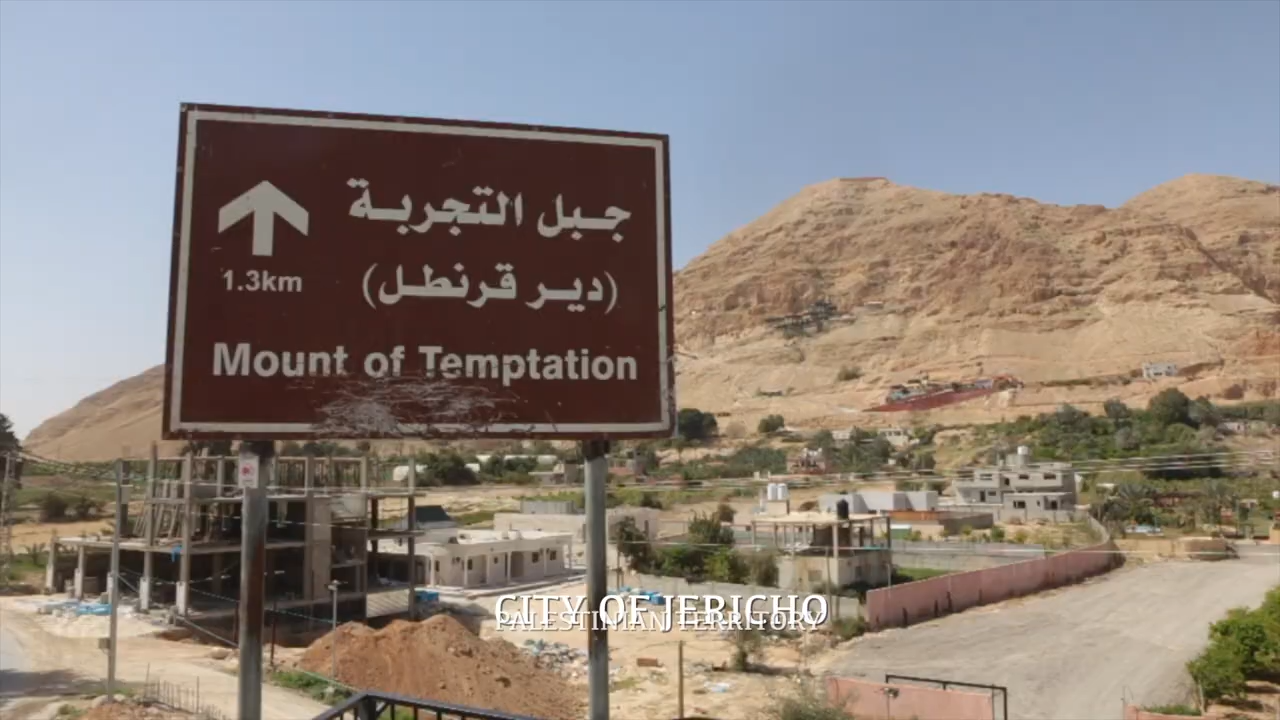 جبل التجربة
(دير قرنطل)
1.3km
Mount of Temptation
CITY OF JERICHO
PALESTINIAN TERRITORY